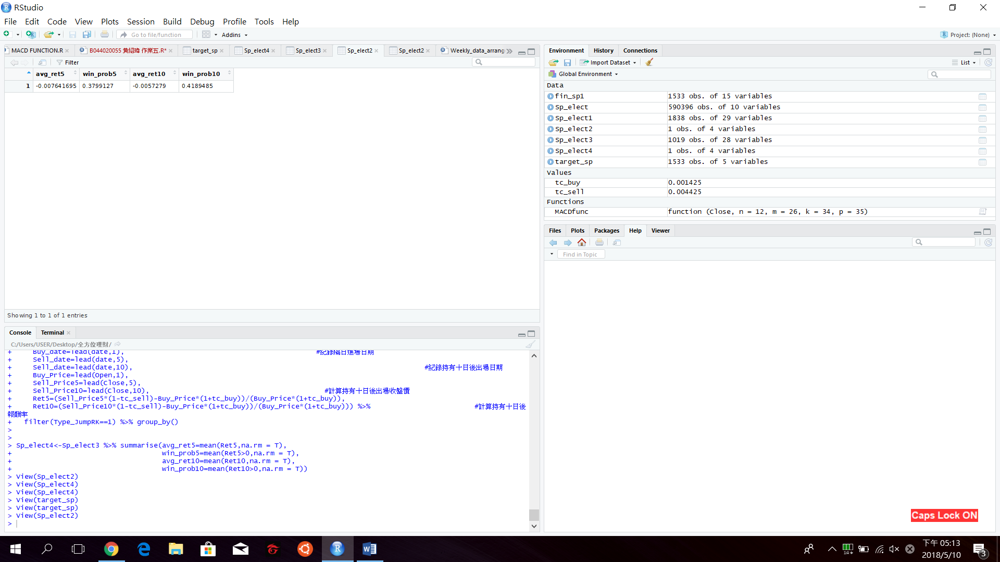 RStudio
File Edit Code View Plots Session Build Debug Profile Tools Help
Go to file/function Addins Project: (None)
MACD FUNCTION.R B044020055 黄紹瑋 作業五.R* target_sp Sp_elect4 Sp_elect3 Sp_elect2 Sp_elect2 Weekly_data_arrang
Filter
avg_ret5 win_prob5 avg_ret10 win_prob10
1 -0.007641695 0.3799127 -0.0057279 0.4189485
Showing 1 to 1 of 1 entries
Console Terminal
C:/Users/USER/Desktop/全方位理財/
+ Buy_date=lead(date,1), #紀錄隔日進場日期
+ Sell_date=lead(date,5),
+ Sell_date=lead(date,10), #紀錄持有十日後出場日期
+ Buy_Price=lead(Open,1),
+ Sell_Price5=lead(Close,5),
+ Sell_Price10=lead(Close,10), #計算持有十日後出場收盤價
+ Ret5=(Sell_Price5*(1-tc_sell)-Buy_Price*(1+tc_buy))/(Buy_Price*(1+tc_buy)),
+ Ret10=(Sell_Price10*(1-tc_sell)-Buy_Price*(1+tc_buy))/(Buy_Price*(1+tc_buy))) %>% #計算持有十日後
報酬率
+ filter(Type_JumpRK==1) %>% group_by()
>
>
> Sp_elect4<-Sp_elect3 %>% summarise(avg_ret5=mean(Ret5,na.rm = T),
+ win_prob5=mean(Ret5>0,na.rm = T),
+ avg_ret10=mean(Ret10,na.rm = T),
+ win_prob10=mean(Ret10>0,na.rm = T))
> View(Sp_elect2)
> View(Sp_elect4)
> View(Sp_elect4)
> View(target_sp)
> View(target_sp)
> View(Sp_elect2)
>
Environment History Connections
Import Dataset List
Global Environment
Data
fin_sp1 1533 obs. of 15 variables
Sp_elect 590396 obs. of 10 variables
Sp_elect1 1838 obs. of 29 variables
Sp_elect2 1 obs. of 4 variables
Sp_elect3 1019 obs. of 28 variables
Sp_elect4 1 obs. of 4 variables
target_sp 1533 obs. of 5 variables
Values
tc_buy 0.001425
tc_sell 0.004425
Functions
MACDfunc function (Close, n = 12, m = 26, k = 34, p = 35)
Files Plots Packages Help Viewer
Find in Topic
Caps Lock ON
下午 05:13
2018/5/10
3